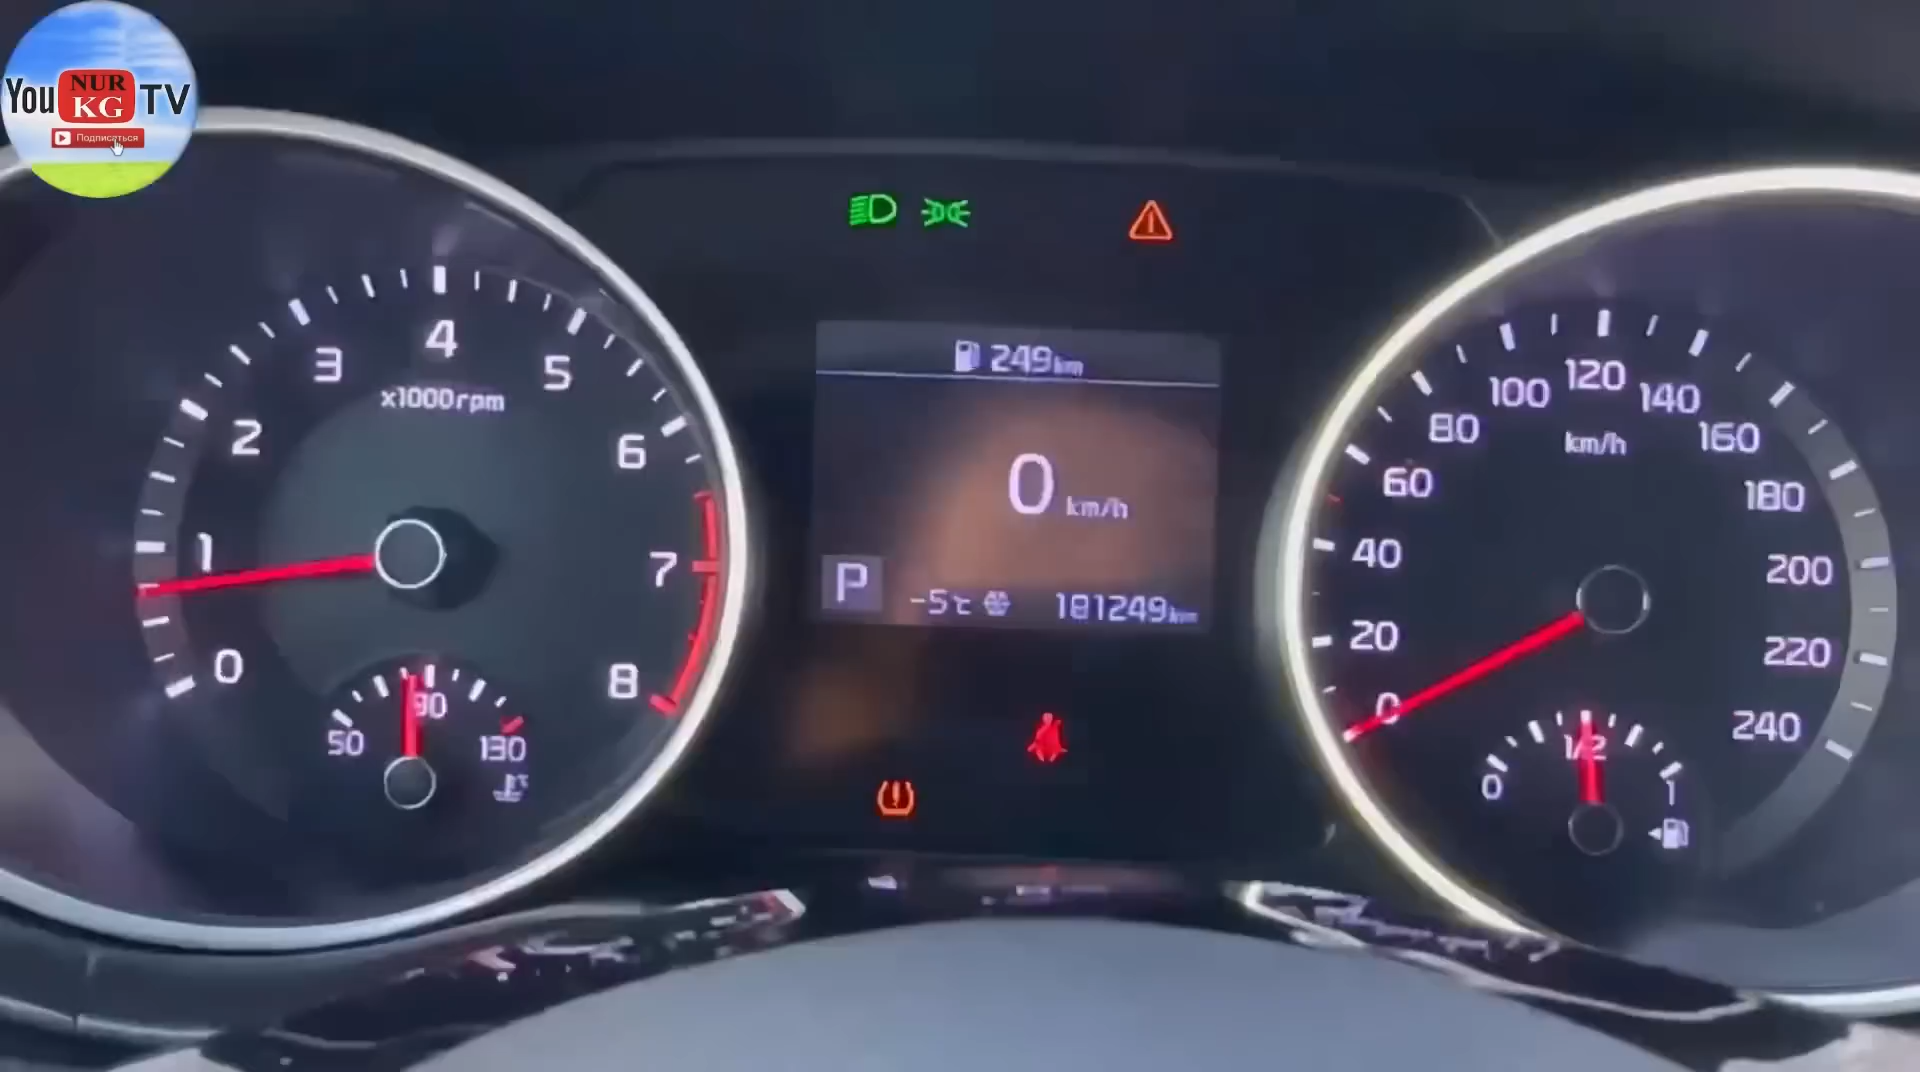 You NUR KG TV
Подписаться
0 1 2 3 4 5 6 7 8
x1000rpm
50 90 130
249km
0 km/h
P -5℃ 181249km
0 20 40 60 80 100 120 140 160 180 200 220 240
km/h
0 1/2 1